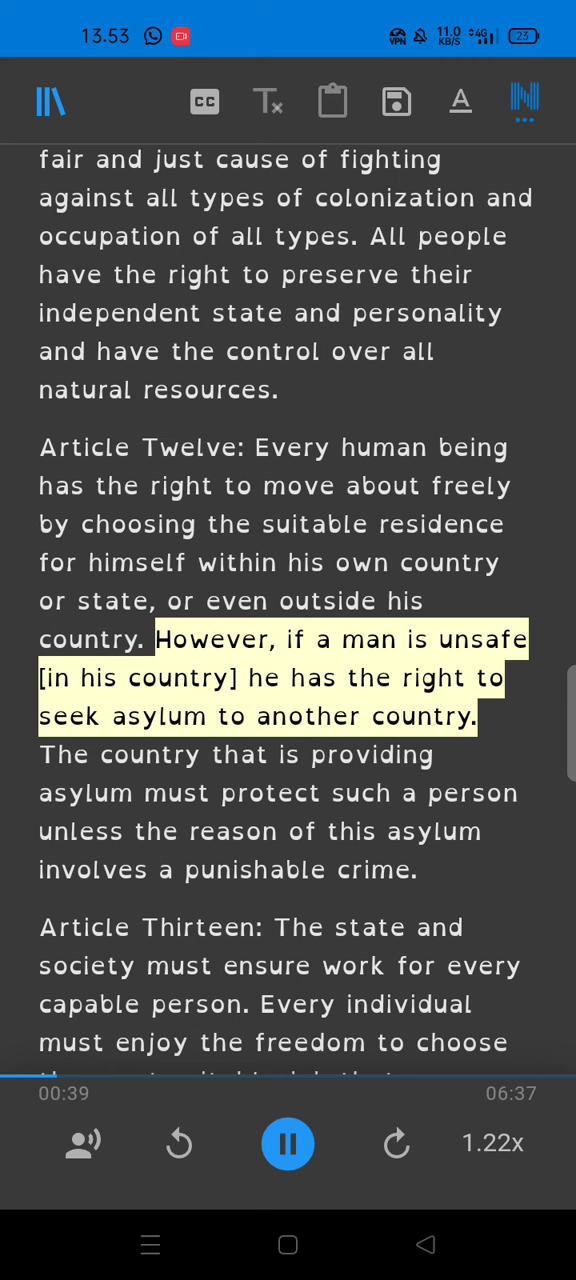 13.53
VPN
11.0
KB/S
4G
23
CC
fair and just cause of fighting
against all types of colonization and
occupation of all types. All people
have the right to preserve their
independent state and personality
and have the control over all
natural resources.
Article Twelve: Every human being
has the right to move about freely
by choosing the suitable residence
for himself within his own country
or state, or even outside his
country. However, if a man is unsafe
[in his country] he has the right to
seek asylum to another country.
The country that is providing
asylum must protect such a person
unless the reason of this asylum
involves a punishable crime.
Article Thirteen: The state and
society must ensure work for every
capable person. Every individual
must enjoy the freedom to choose
00:39
06:37
1.22x